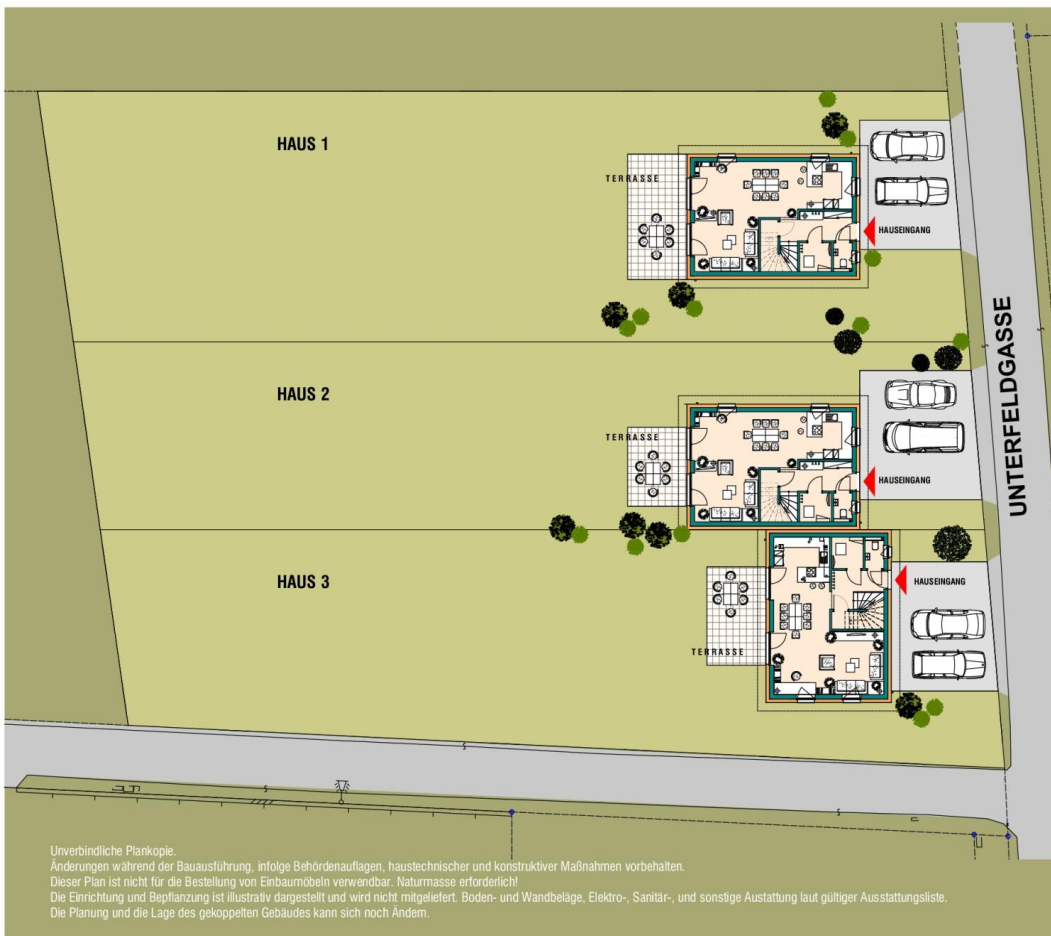 HAUS 1
TERRASSE
HAUSEINGANG
UNTERFELDGASSE
HAUS 2
TERRASSE
HAUSEINGANG
HAUS 3
HAUSEINGANG
TERRASSE
Unverbindliche Plankopie.
Änderungen während der Bauausführung, infolge Behördenauflagen, haustechnischer und konstruktiver Maßnahmen vorbehalten.
Dieser Plan ist nicht für die Bestellung von Einbaumöbeln verwendbar. Naturmasse erforderlich!
Die Einrichtung und Bepflanzung ist illustrativ dargestellt und wird nicht mitgeliefert. Boden- und Wandbeläge, Elektro-, Sanitär-, und sonstige Austattung laut gültiger Ausstattungsliste.
Die Planung und die Lage des gekoppelten Gebäudes kann sich noch Ändern.